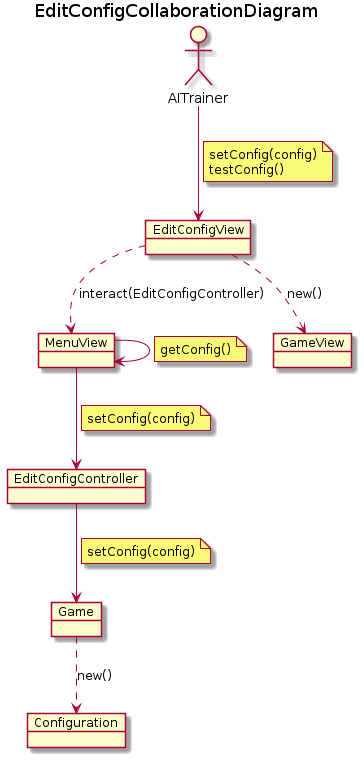 EditConfigCollaborationDiagram
AITrainer
setConfig(config)
testConfig()
EditConfigView
interact(EditConfigController)
new()
MenuView
getConfig()
GameView
setConfig(config)
EditConfigController
setConfig(config)
Game
new()
Configuration